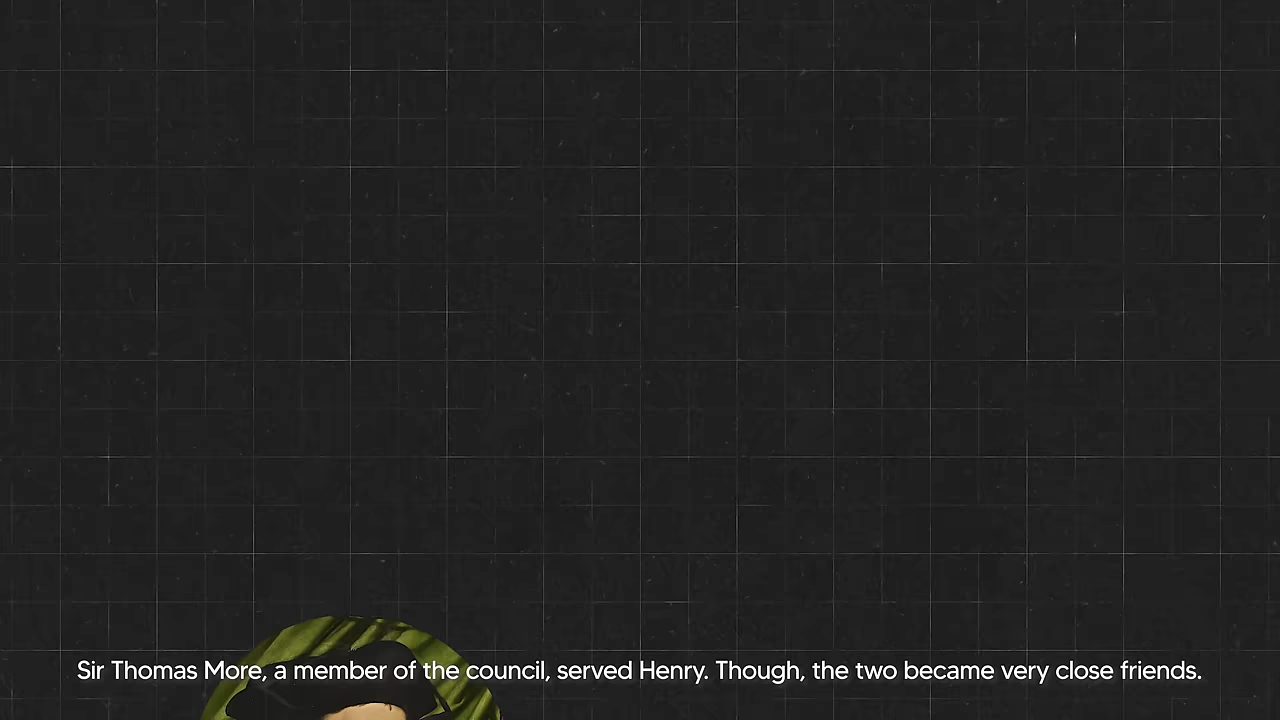 Sir Thomas More, a member of the council, served Henry. Though, the two became very close friends.